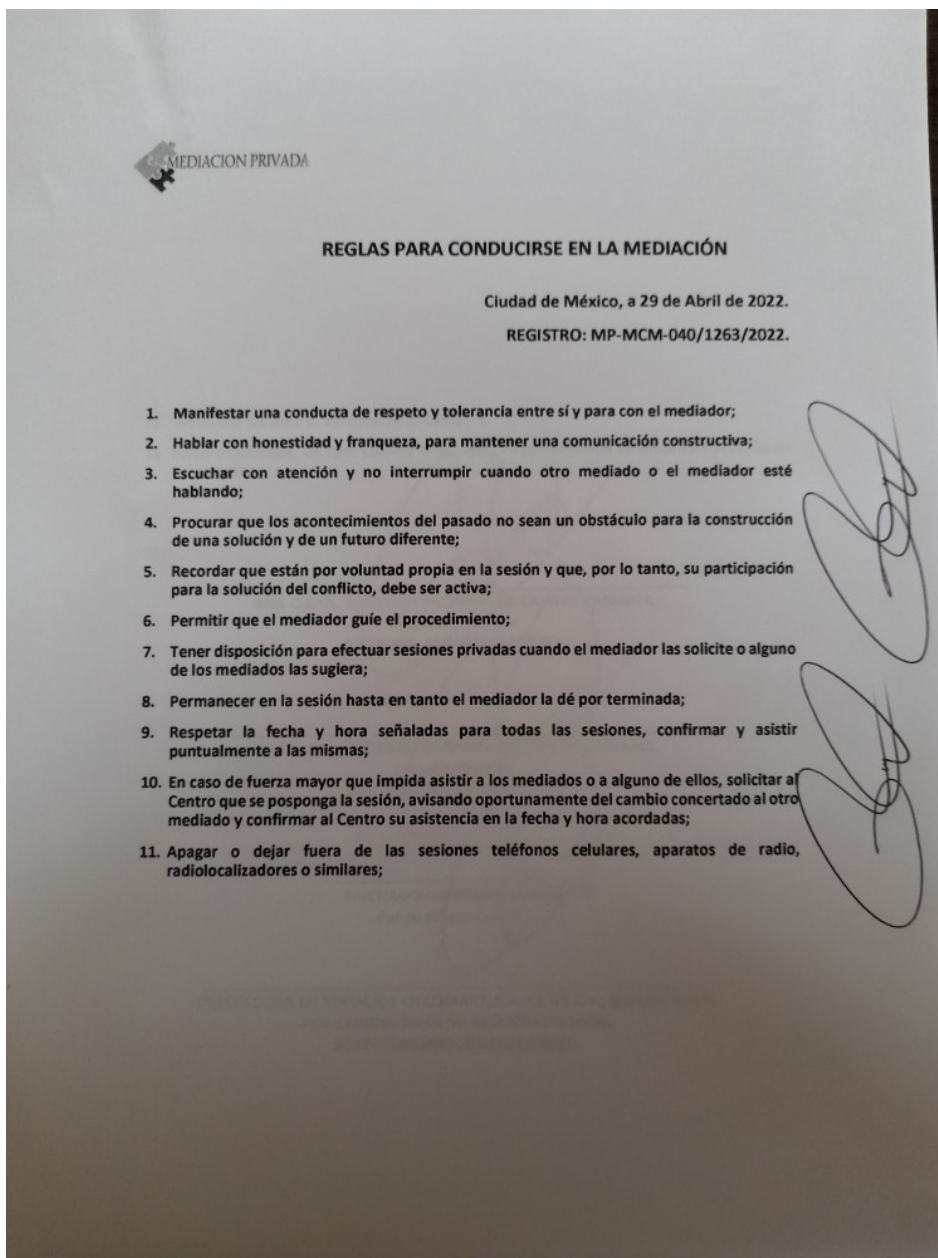 MEDIACION PRIVADA
REGLAS PARA CONDUCIRSE EN LA MEDIACIÓN
Ciudad de México, a 29 de Abril de 2022.
REGISTRO: MP-MCM-040/1263/2022.
1. Manifestar una conducta de respeto y tolerancia entre sí y para con el mediador;
2. Hablar con honestidad y franqueza, para mantener una comunicación constructiva;
3. Escuchar con atención y no interrumpir cuando otro mediado o el mediador esté
hablando;
4. Procurar que los acontecimientos del pasado no sean un obstáculo para la construcción
de una solución y de un futuro diferente;
5. Recordar que están por voluntad propia en la sesión y que, por lo tanto, su participación
para la solución del conflicto, debe ser activa;
6. Permitir que el mediador guíe el procedimiento;
7. Tener disposición para efectuar sesiones privadas cuando el mediador las solicite o alguno
de los mediados las sugiera;
8. Permanecer en la sesión hasta en tanto el mediador la dé por terminada;
9. Respetar la fecha y hora señaladas para todas las sesiones, confirmar y asistir
puntualmente a las mismas;
10. En caso de fuerza mayor que impida asistir a los mediados o a alguno de ellos, solicitar al
Centro que se posponga la sesión, avisando oportunamente del cambio concertado al otro
mediado y confirmar al Centro su asistencia en la fecha y hora acordadas;
11. Apagar o dejar fuera de las sesiones teléfonos celulares, aparatos de radio,
radiolocalizadores o similares;